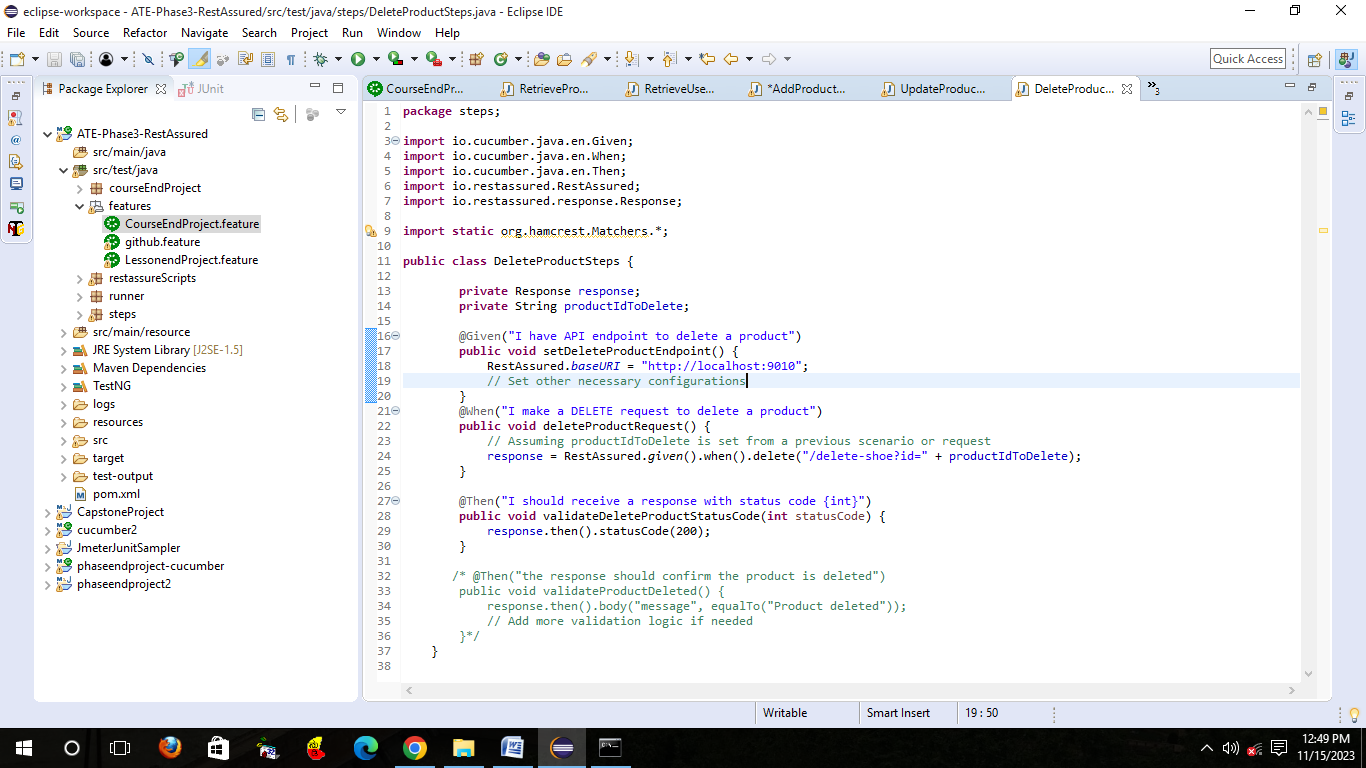 eclipse-workspace - ATE-Phase3-RestAssured/src/test/java/steps/DeleteProductSteps.java - Eclipse IDE
File Edit Source Refactor Navigate Search Project Run Window Help
Quick Access
Package Explorer JUnit
ATE-Phase3-RestAssured
src/main/java
src/test/java
courseEndProject
features
CourseEndProject.feature
github.feature
LessonendProject.feature
restassureScripts
runner
steps
src/main/resource
JRE System Library [J2SE-1.5]
Maven Dependencies
TestNG
logs
resources
src
target
test-output
pom.xml
CapstoneProject
cucumber2
JmeterJunitSampler
phaseendproject-cucumber
phaseendproject2
CourseEndPr... RetrievePro... RetrieveUse... *AddProduct... UpdateProduc... DeleteProduc... »3
1 package steps;
2
3 import io.cucumber.java.en.Given;
4 import io.cucumber.java.en.When;
5 import io.cucumber.java.en.Then;
6 import io.restassured.RestAssured;
7 import io.restassured.response.Response;
8
9 import static org.hamcrest.Matchers.*;
10
11 public class DeleteProductSteps {
12
13 private Response response;
14 private String productIdToDelete;
15
16 @Given("I have API endpoint to delete a product")
17 public void setDeleteProductEndpoint() {
18 RestAssured.baseURI = "http://localhost:9010";
19 // Set other necessary configurations
20 }
21 @When("I make a DELETE request to delete a product")
22 public void deleteProductRequest() {
23 // Assuming productIdToDelete is set from a previous scenario or request
24 response = RestAssured.given().when().delete("/delete-shoe?id=" + productIdToDelete);
25 }
26
27 @Then("I should receive a response with status code {int}")
28 public void validateDeleteProductStatusCode(int statusCode) {
29 response.then().statusCode(200);
30 }
31
32 /* @Then("the response should confirm the product is deleted")
33 public void validateProductDeleted() {
34 response.then().body("message", equalTo("Product deleted"));
35 // Add more validation logic if needed
36 }*/
37 }
38
Writable Smart Insert 19 : 50
12:49 PM
11/15/2023